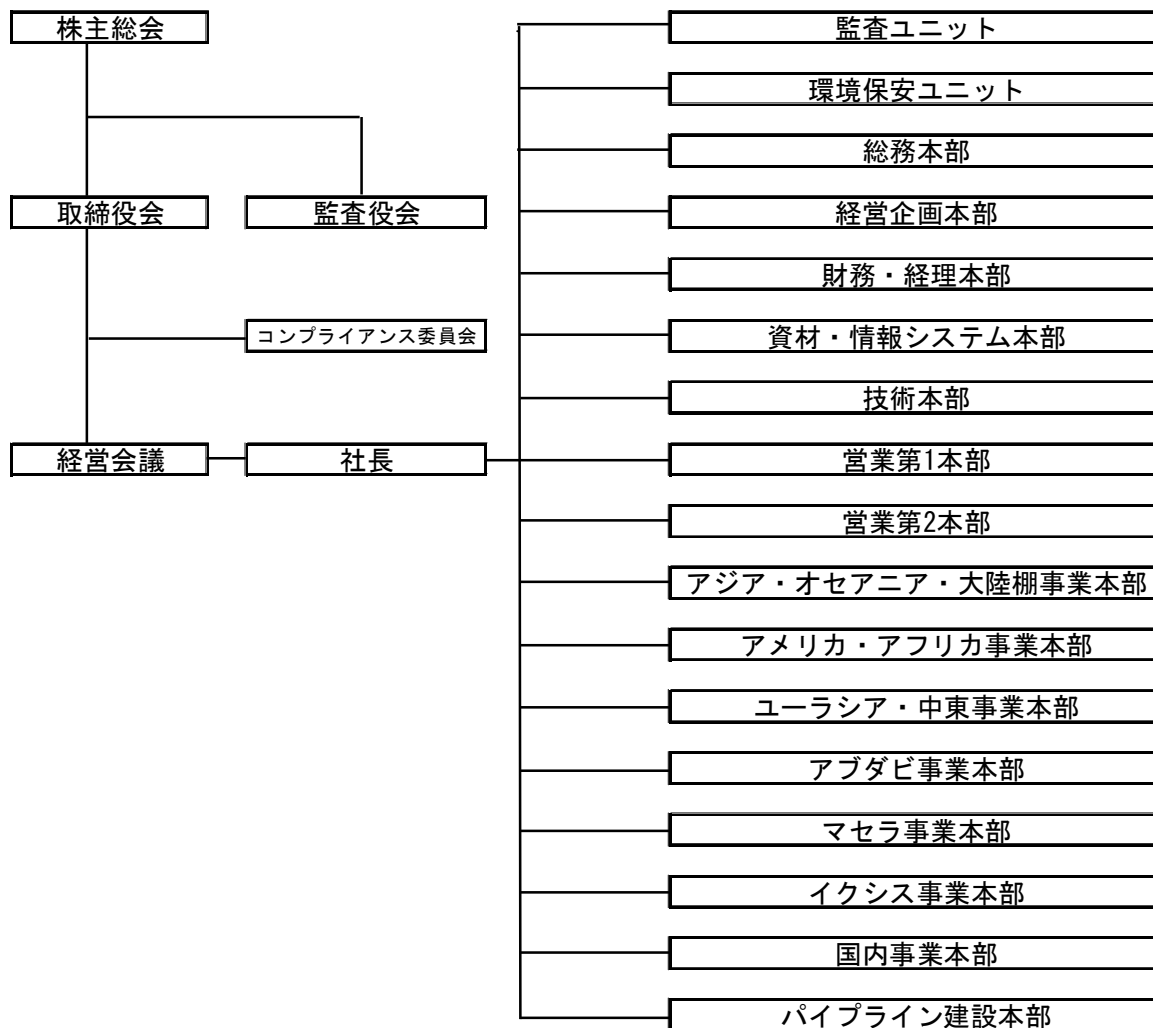 株主総会
取締役会
監査役会
コンプライアンス委員会
経営会議
社長
監査ユニット
環境保安ユニット
総務本部
経営企画本部
財務・経理本部
資材・情報システム本部
技術本部
営業第1本部
営業第2本部
アジア・オセアニア・大陸棚事業本部
アメリカ・アフリカ事業本部
ユーラシア・中東事業本部
アブダビ事業本部
マセラ事業本部
イクシス事業本部
国内事業本部
パイプライン建設本部